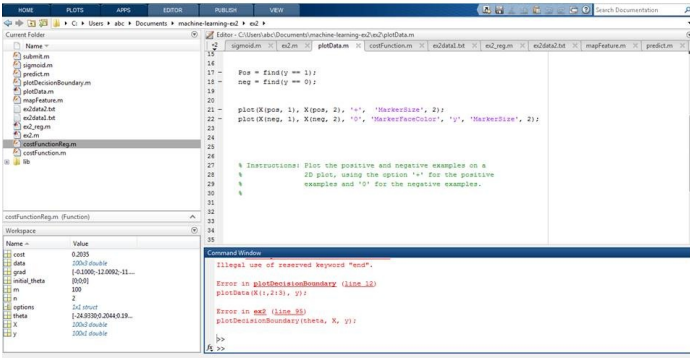 HOME PLOTS APPS EDITOR PUBLISH VIEW Search Documentation
C: Users abc Documents machine-learning-ex2 ex2
Current Folder
Name
submit.m
sigmoid.m
predict.m
plotDecisionBoundary.m
plotData.m
mapFeature.m
ex2data2.txt
ex2data1.txt
ex2_reg.m
ex2.m
costFunctionReg.m
costFunction.m
lib
costFunctionReg.m (Function)
Workspace
Name Value
cost 0.2035
data 100x3 double
grad [-0.1000;-12.0092;-11....
initial_theta [0;0;0]
m 100
n 2
options 1x1 struct
theta [-24.9330;0.2044;0.19...
X 100x3 double
y 100x1 double
Editor - C:\Users\abc\Documents\machine-learning-ex2\ex2\plotData.m
sigmoid.m ex2.m plotData.m costFunction.m ex2data1.txt ex2_reg.m ex2data2.txt mapFeature.m predict.m
15
16
17 Pos = find(y == 1);
18 neg = find(y == 0);
19
20
21 plot(X(pos, 1), X(pos, 2), '+', 'MarkerSize', 2);
22 plot(X(neg, 1), X(neg, 2), '0', 'MarkerFaceColor', 'y', 'MarkerSize', 2);
23
24
25
26
27 % Instructions: Plot the positive and negative examples on a
28 % 2D plot, using the option '+' for the positive
29 % examples and '0' for the negative examples.
30 %
31
32
33
34
35
Command Window
Illegal use of reserved keyword "end".
Error in plotDecisionBoundary (line 12)
plotData(X(:,2:3), y);
Error in ex2 (line 95)
plotDecisionBoundary(theta, X, y);
>>
fx >>